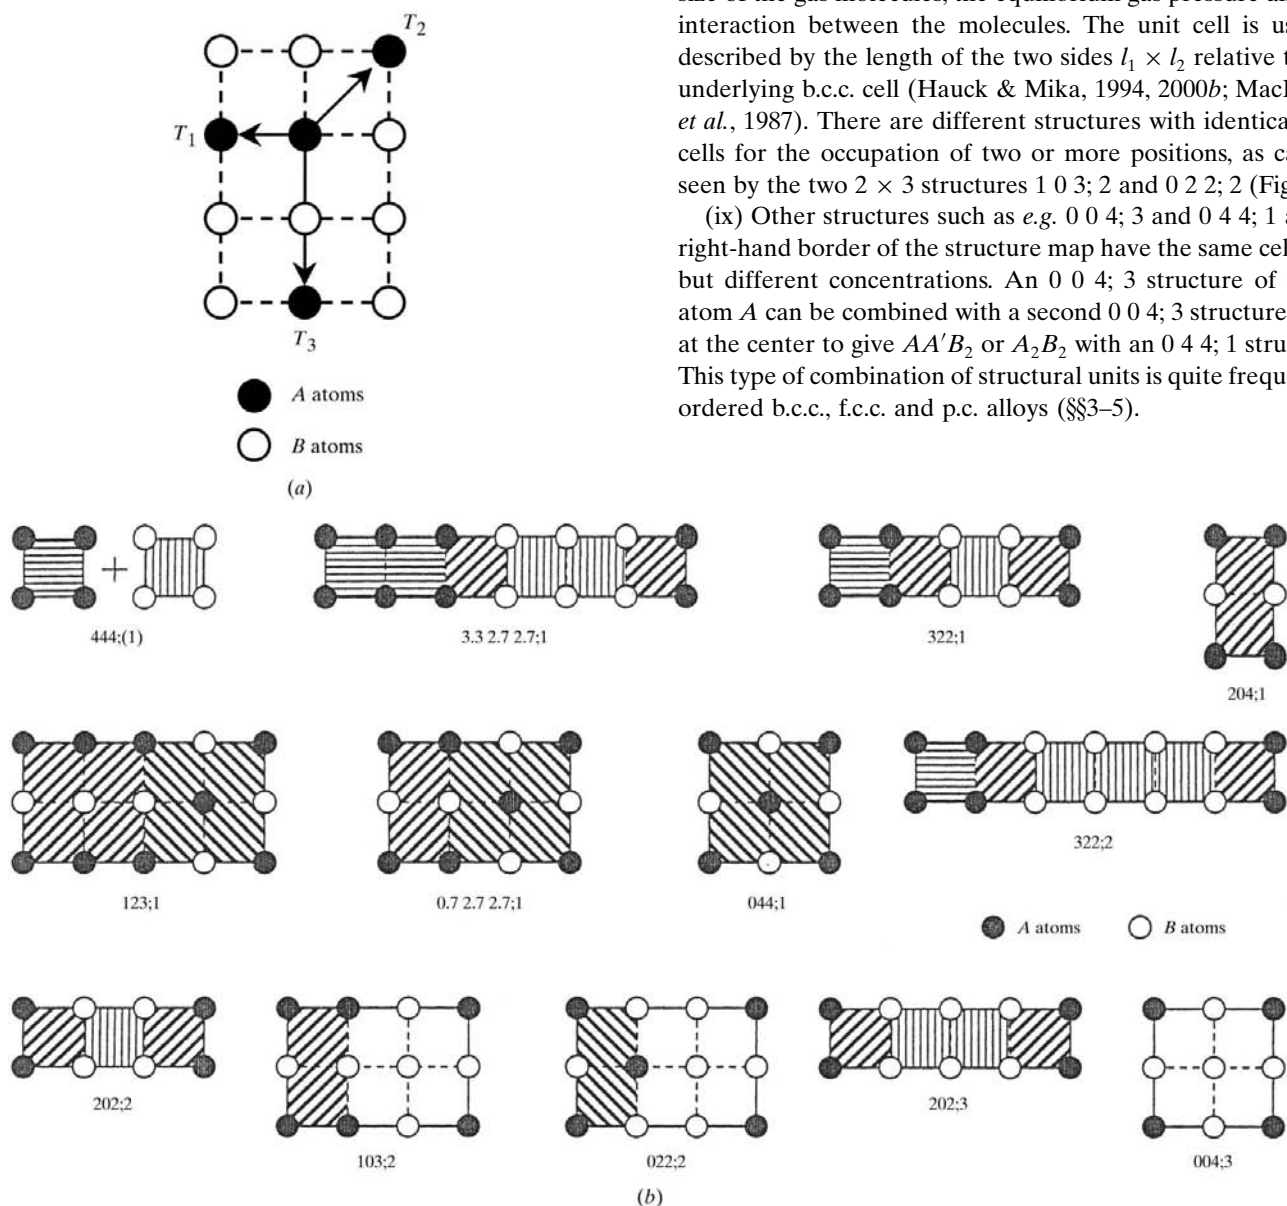 T₂
T₁
T₃
A atoms
B atoms
(a)
size of the gas molecules, the equilibrium gas pressure
interaction between the molecules. The unit cell is
described by the length of the two sides l₁ × l₂ relative
underlying b.c.c. cell (Hauck & Mika, 1994, 2000b;
et al., 1987). There are different structures with
cells for the occupation of two or more positions, as
seen by the two 2 × 3 structures 1 0 3; 2 and 0 2 2; 2
(ix) Other structures such as e.g. 0 0 4; 3 and 0 4 4; 1
right-hand border of the structure map have the same
but different concentrations. An 0 0 4; 3 structure of
atom A can be combined with a second 0 0 4; 3 structure
at the center to give AA′B₂ or A₂B₂ with an 0 4 4; 1
This type of combination of structural units is quite
ordered b.c.c., f.c.c. and p.c. alloys (§§3–5).
+
444;(1)
3.3 2.7 2.7;1
322;1
204;1
123;1
0.7 2.7 2.7;1
044;1
322;2
A atoms B atoms
202;2
103;2
022;2
202;3
004;3
(b)